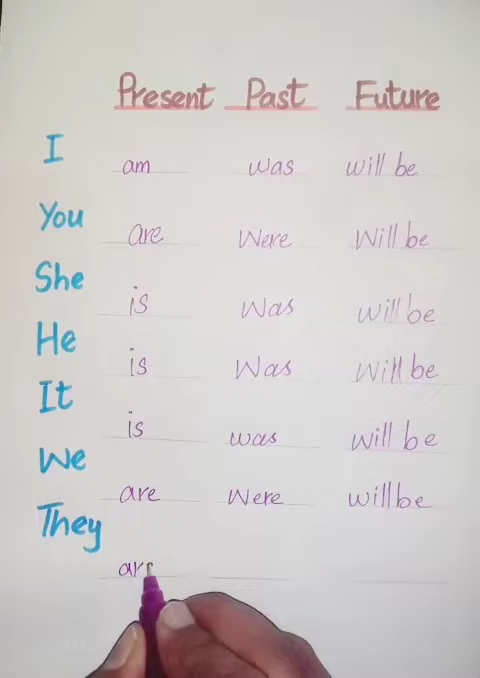 Present Past Future
I am was will be
You are Were Will be
She is Was will be
He is Was Will be
It is was will be
We are Were will be
They ar